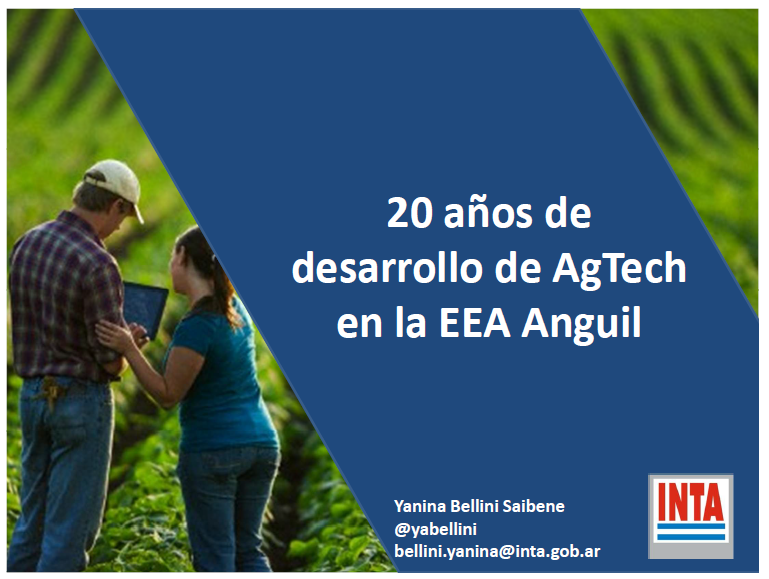 20 años de
desarrollo de AgTech
en la EEA Anguil
Yanina Bellini Saibene
@yabellini
bellini.yanina@inta.gob.ar
INTA